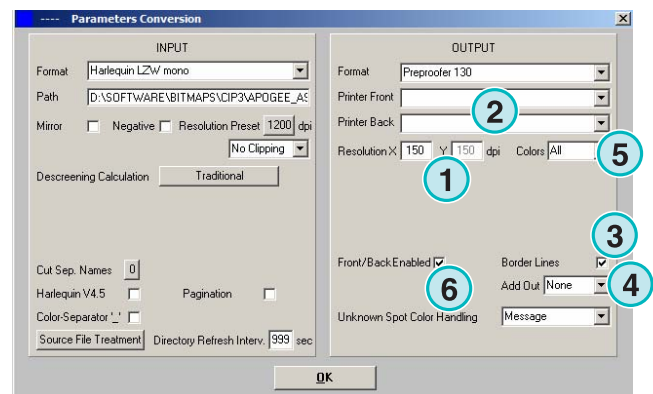 ---- Parameters Conversion
INPUT
Format Harlequin LZW mono
Path D:\SOFTWARE\BITMAPS\CIP3\APOGEE_AS
Mirror Negative Resolution Preset 1200 dpi
No Clipping
Descreening Calculation Traditional
Cut Sep. Names 0
Harlequin V4.5 Pagination
Color-Separator '_'
Source File Treatment Directory Refresh Interv. 999 sec
OUTPUT
Format Preproofer 130
Printer Front
2
Printer Back
Resolution X 150 Y 150 dpi Colors All 5
1
3
Front/Back Enabled Border Lines
6 Add Out None 4
Unknown Spot Color Handling Message
OK